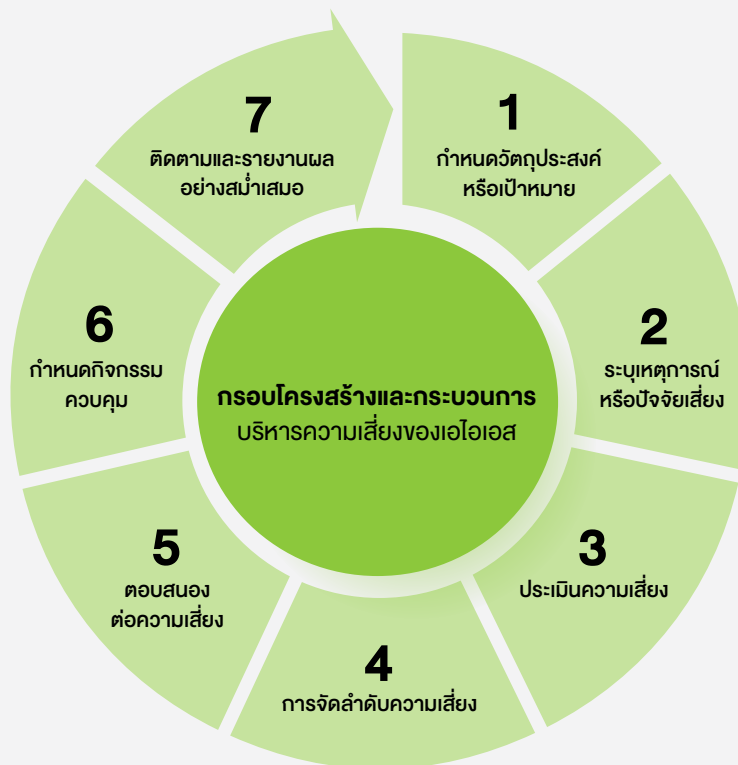 1
กำหนดวัตถุประสงค์
หรือเป้าหมาย
2
ระบุเหตุการณ์
หรือปัจจัยเสี่ยง
3
ประเมินความเสี่ยง
4
การจัดลำดับความเสี่ยง
5
ตอบสนอง
ต่อความเสี่ยง
6
กำหนดกิจกรรม
ควบคุม
7
ติดตามและรายงานผล
อย่างสม่ำเสมอ
กรอบโครงสร้างและกระบวนการ
บริหารความเสี่ยงของเอไอเอส